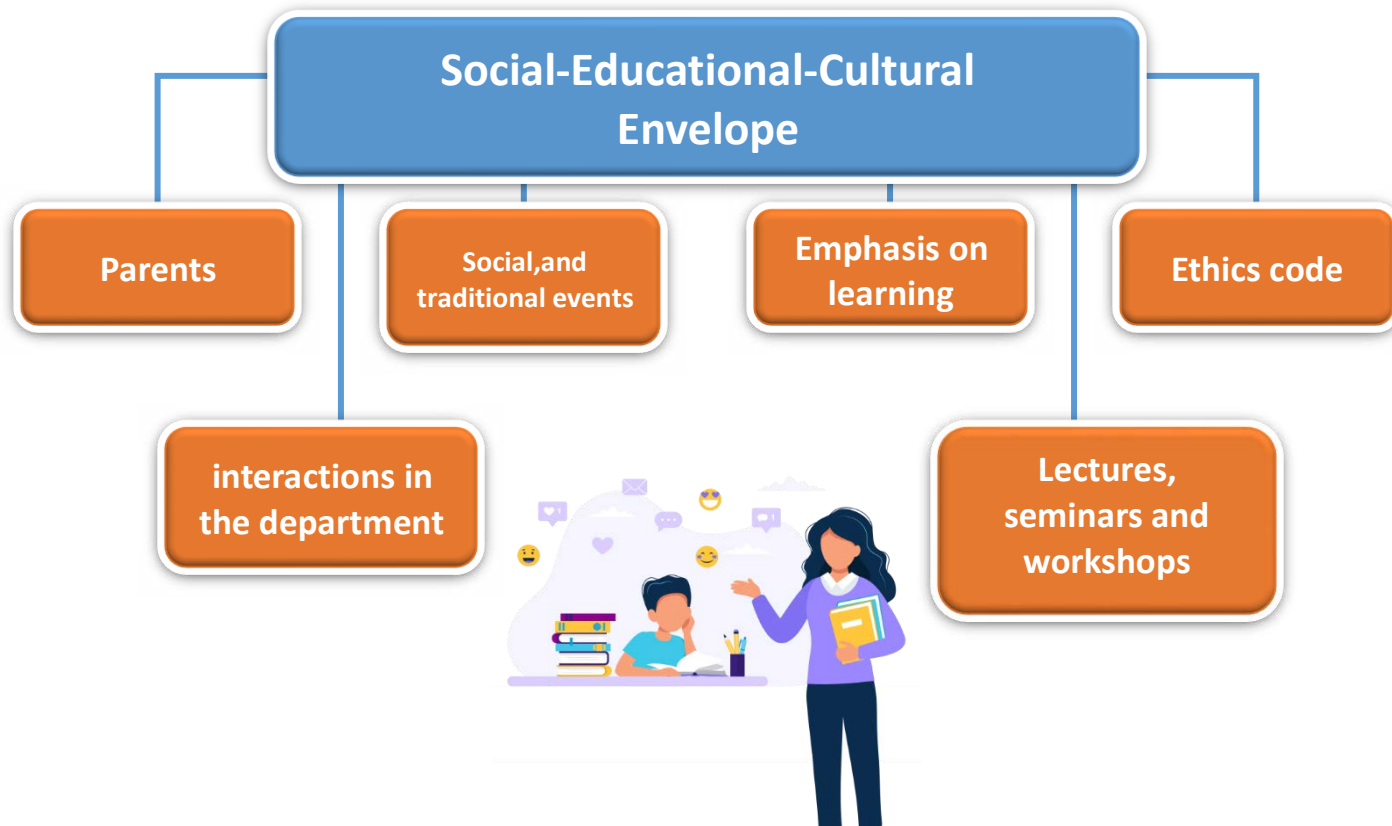 Social-Educational-Cultural
Envelope
Parents
Social,and
traditional events
Emphasis on
learning
Ethics code
interactions in
the department
Lectures,
seminars and
workshops